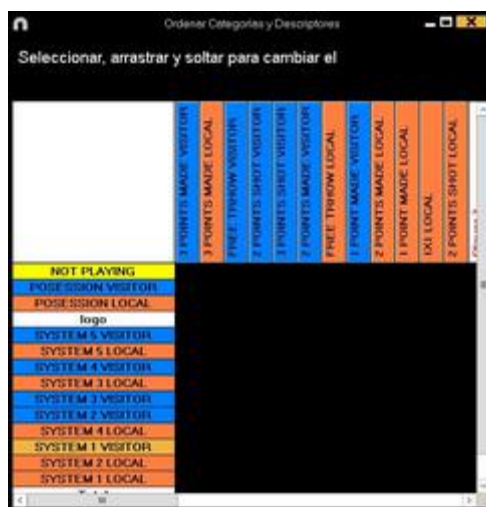 Ordenar Categorias y Descriptores
Seleccionar, arrastrar y soltar para cambiar el
3 POINTS MADE VISITOR
3 POINTS MADE LOCAL
FREE TRHOW VISITOR
2 POINTS SHOT VISITOR
3 POINTS SHOT VISITOR
2 POINTS MADE VISITOR
FREE TRHOW LOCAL
1 POINT MADE VISITOR
2 POINTS MADE LOCAL
1 POINT MADE LOCAL
1X1 LOCAL
2 POINTS SHOT LOCAL
NOT PLAYING
POSESSION VISITOR
POSESSION LOCAL
logo
SYSTEM 5 VISITOR
SYSTEM 5 LOCAL
SYSTEM 4 VISITOR
SYSTEM 3 LOCAL
SYSTEM 3 VISITOR
SYSTEM 2 VISITOR
SYSTEM 4 LOCAL
SYSTEM 1 VISITOR
SYSTEM 2 LOCAL
SYSTEM 1 LOCAL